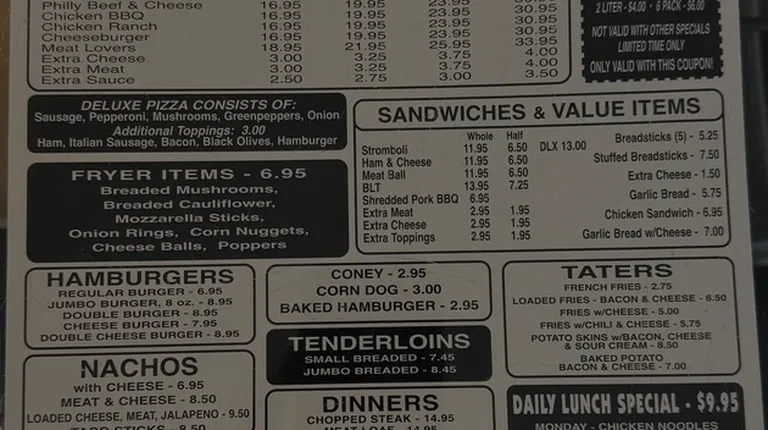 Philly Beef & Cheese 16.95 19.95 23.95
Chicken BBQ 16.95 19.95 23.95 30.95
Chicken Ranch 16.95 19.95 23.95 30.95
Cheeseburger 16.95 19.95 23.95 30.95
Meat Lovers 18.95 21.95 25.95 33.95
Extra Cheese 3.00 3.25 3.75 4.00
Extra Meat 3.00 3.25 3.75 4.00
Extra Sauce 2.50 2.75 3.00 3.50
2 LITER - $4.00 • 6 PACK - $6.00
NOT VALID WITH OTHER SPECIALS
LIMITED TIME ONLY
ONLY VALID WITH THIS COUPON!
DELUXE PIZZA CONSISTS OF:
Sausage, Pepperoni, Mushrooms, Greenpeppers, Onion
Additional Toppings: 3.00
Ham, Italian Sausage, Bacon, Black Olives, Hamburger
FRYER ITEMS - 6.95
Breaded Mushrooms,
Breaded Cauliflower,
Mozzarella Sticks,
Onion Rings, Corn Nuggets,
Cheese Balls, Poppers
SANDWICHES & VALUE ITEMS
Whole Half
Stromboli 11.95 6.50 DLX 13.00
Ham & Cheese 11.95 6.50
Meat Ball 11.95 6.50
BLT 13.95 7.25
Shredded Pork BBQ 6.95
Extra Meat 2.95 1.95
Extra Cheese 2.95 1.95
Extra Toppings 2.95 1.95
Breadsticks (5) - 5.25
Stuffed Breadsticks - 7.50
Extra Cheese - 1.50
Garlic Bread - 5.75
Chicken Sandwich - 6.95
Garlic Bread w/Cheese - 7.00
HAMBURGERS
REGULAR BURGER - 6.95
JUMBO BURGER, 8 oz. - 8.95
DOUBLE BURGER - 8.95
CHEESE BURGER - 7.95
DOUBLE CHEESE BURGER - 8.95
CONEY - 2.95
CORN DOG - 3.00
BAKED HAMBURGER - 2.95
TENDERLOINS
SMALL BREADED - 7.45
JUMBO BREADED - 8.45
TATERS
FRENCH FRIES - 2.75
LOADED FRIES - BACON & CHEESE - 6.50
FRIES w/CHEESE - 5.00
FRIES w/CHILI & CHEESE - 5.75
POTATO SKINS w/BACON, CHEESE
& SOUR CREAM - 8.50
BAKED POTATO
BACON & CHEESE - 7.00
NACHOS
with CHEESE - 6.95
MEAT & CHEESE - 8.50
LOADED CHEESE, MEAT, JALAPENO - 9.50
TACO STICKS - 8.50
DINNERS
CHOPPED STEAK - 14.95
MEAT LOAF - 14.95
DAILY LUNCH SPECIAL - $9.95
MONDAY - CHICKEN NOODLES